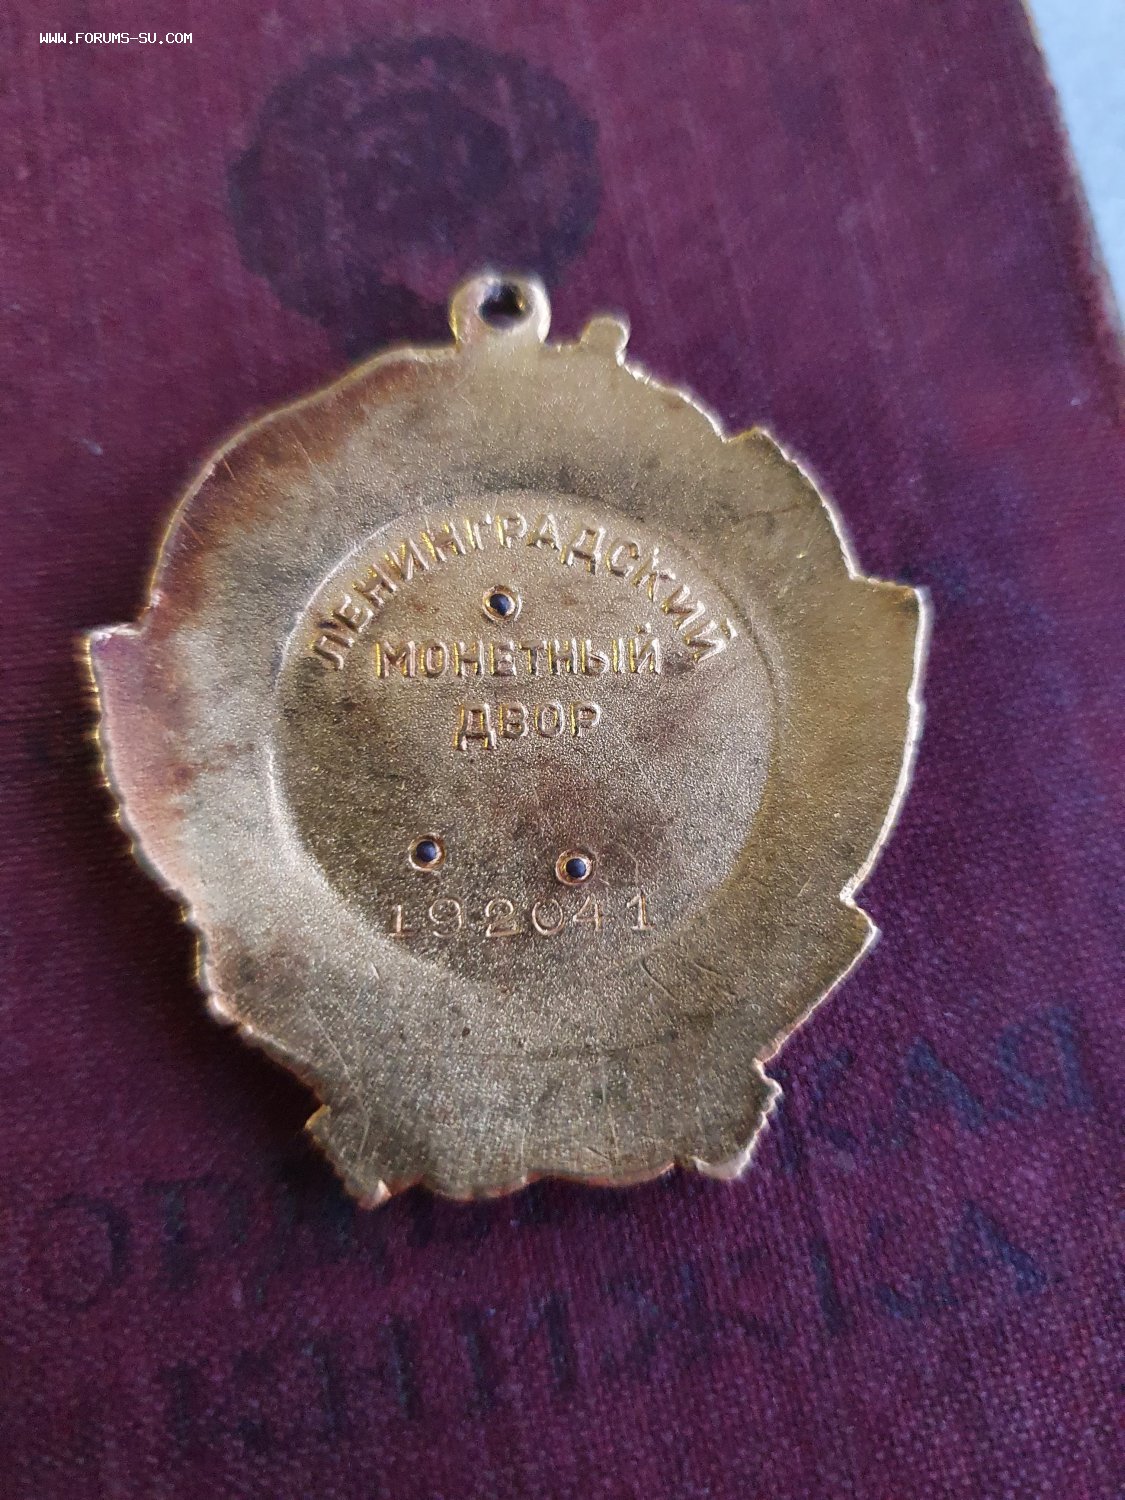 WWW.FORUMS-SU.COM
ЛЕНИНГРАДСКИЙ
МОНЕТНЫЙ
ДВОР
192041